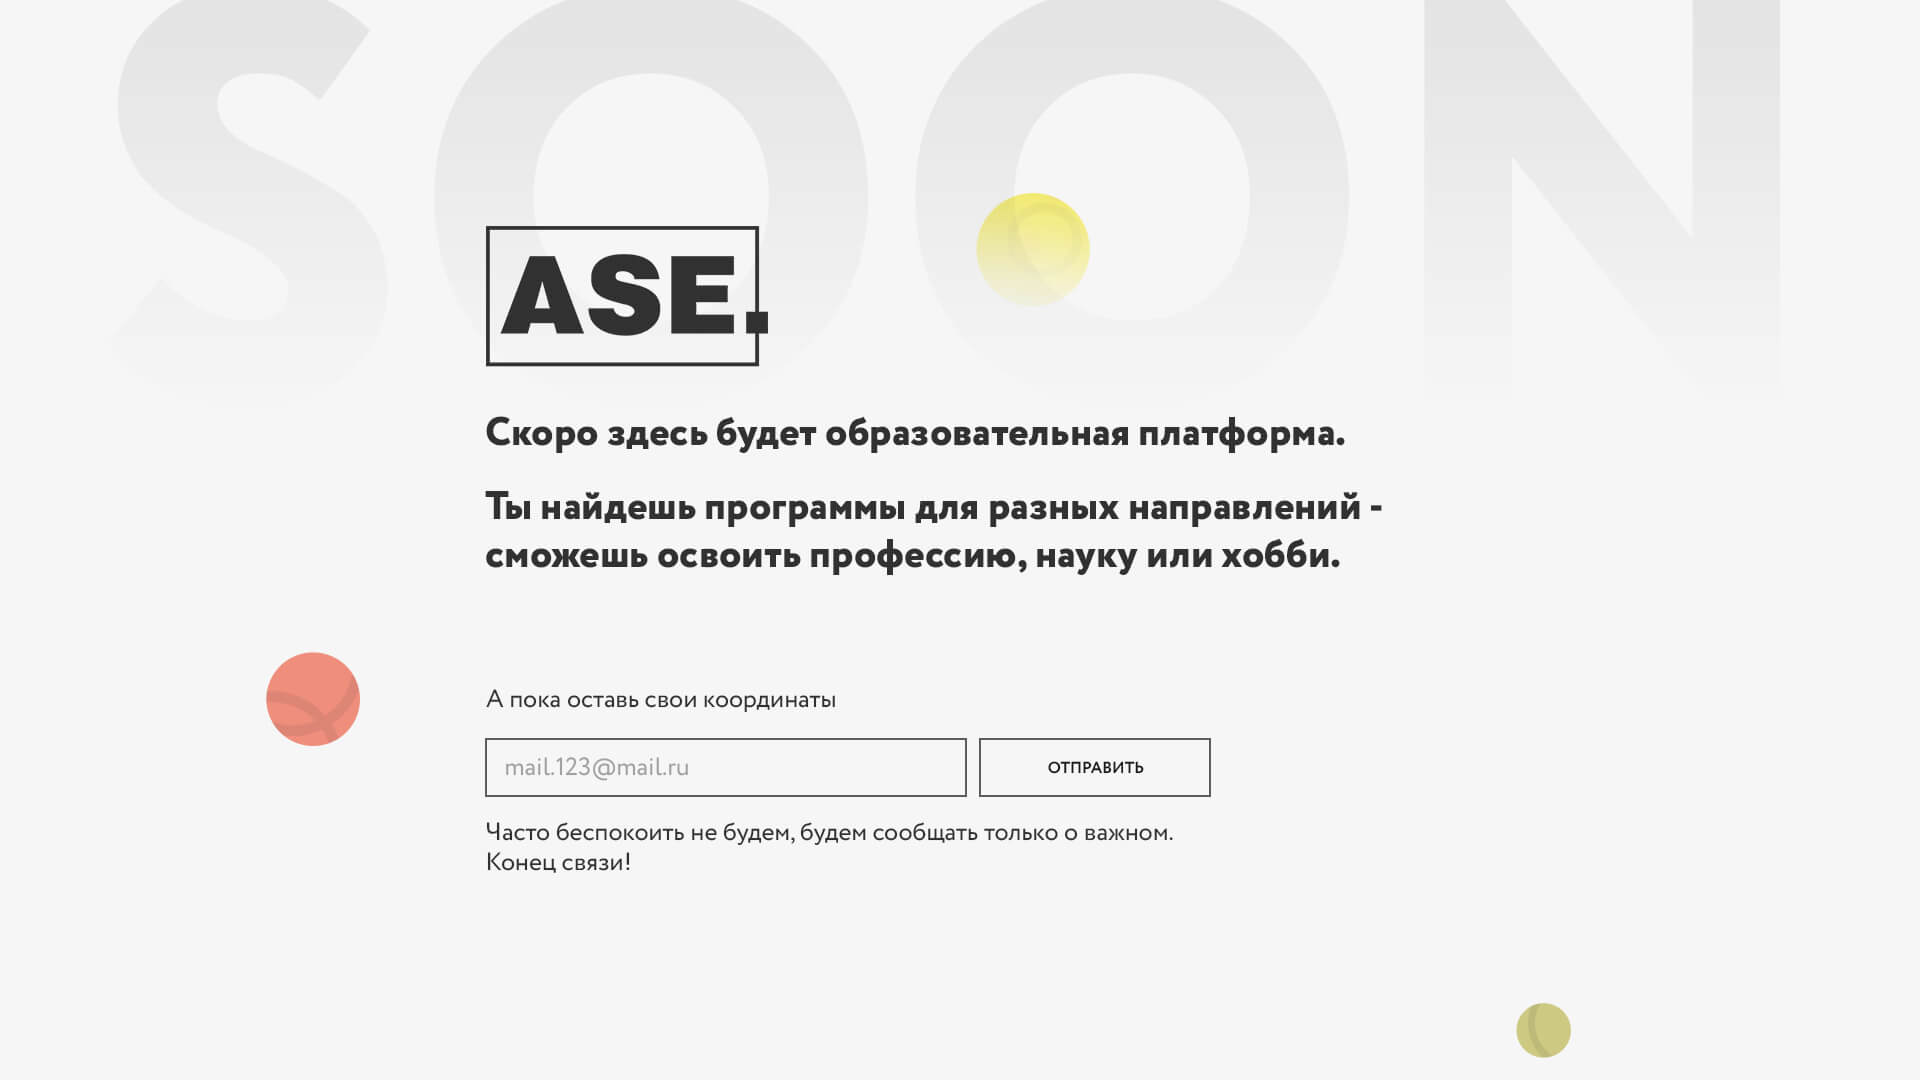 SOON
ASE.
Скоро здесь будет образовательная платформа.
Ты найдешь программы для разных направлений -
сможешь освоить профессию, науку или хобби.
А пока оставь свои координаты
mail.123@mail.ru
ОТПРАВИТЬ
Часто беспокоить не будем, будем сообщать только о важном.
Конец связи!